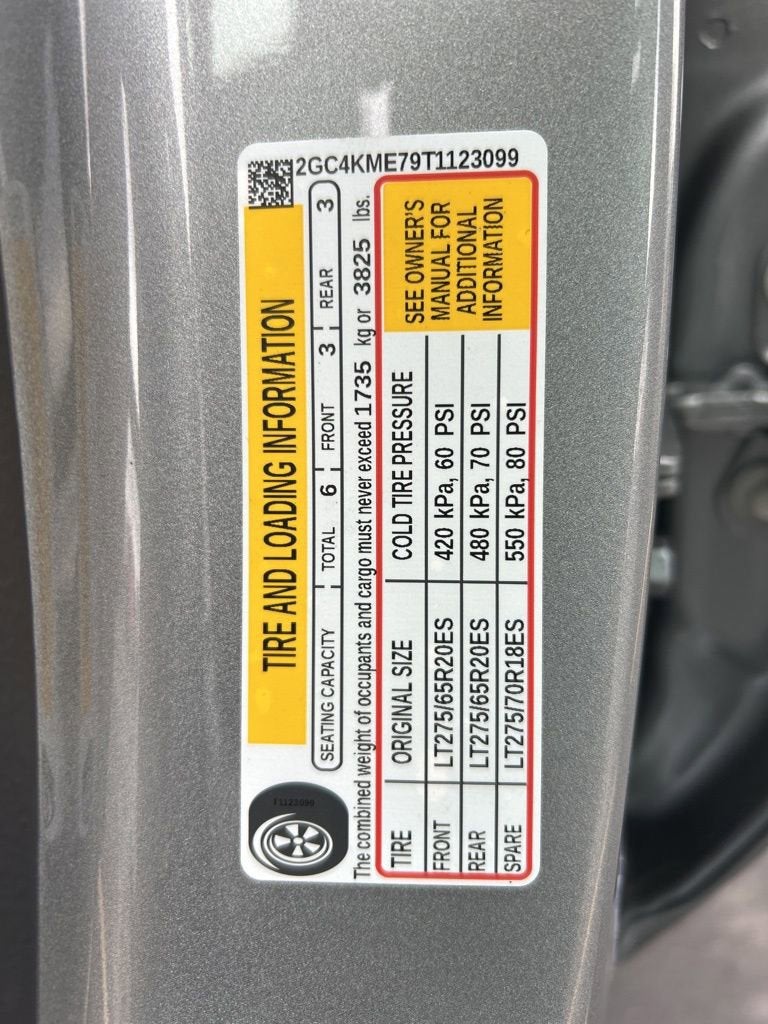 2GC4KME79T1123099
TIRE AND LOADING INFORMATION
SEATING CAPACITY TOTAL 6 FRONT 3 REAR 3
The combined weight of occupants and cargo must never exceed 1735 kg or 3825 lbs.
TIRE ORIGINAL SIZE COLD TIRE PRESSURE
FRONT LT275/65R20ES 420 kPa, 60 PSI
REAR LT275/65R20ES 480 kPa, 70 PSI
SPARE LT275/70R18ES 550 kPa, 80 PSI
SEE OWNER'S
MANUAL FOR
ADDITIONAL
INFORMATION
T1123099